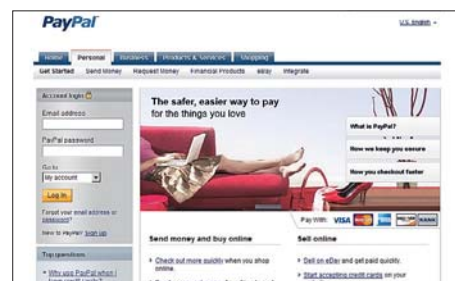 PayPal
U.S. English
Home Personal Business Products & Services Shopping
Get Started Send Money Request Money Financial Products eBay Integrate
Account login
Email address
PayPal password
Go to
My account
Log In
Forgot your email address or
password?
New to PayPal? Sign up
Top questions
Why use PayPal when I
The safer, easier way to pay
for the things you love
What is PayPal?
How we keep you secure
How you checkout faster
Pay With: VISA BANK
Send money and buy online
Check out more quickly when you shop
online.
Sell online
Sell on eBay and get paid quickly.
Start accepting credit cards on your